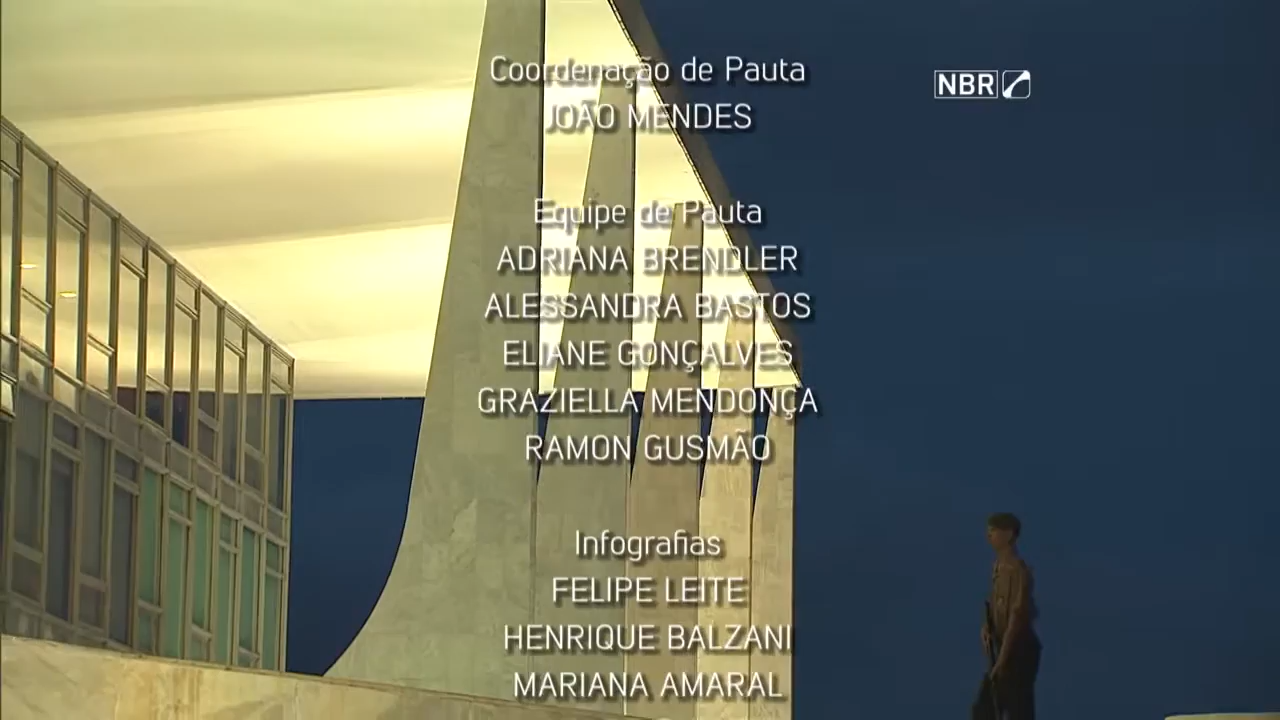 Coordenação de Pauta
JOÃO MENDES
NBR
Equipe de Pauta
ADRIANA BRENDLER
ALESSANDRA BASTOS
ELIANE GONÇALVES
GRAZIELLA MENDONÇA
RAMON GUSMÃO
Infografias
FELIPE LEITE
HENRIQUE BALZANI
MARIANA AMARAL